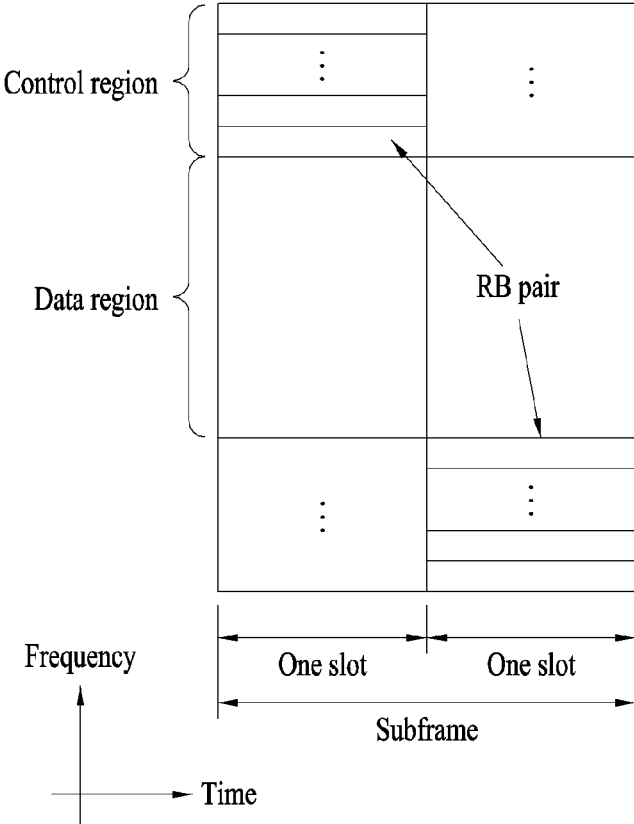 Control region
Data region
RB pair
Frequency
One slot
One slot
Subframe
Time